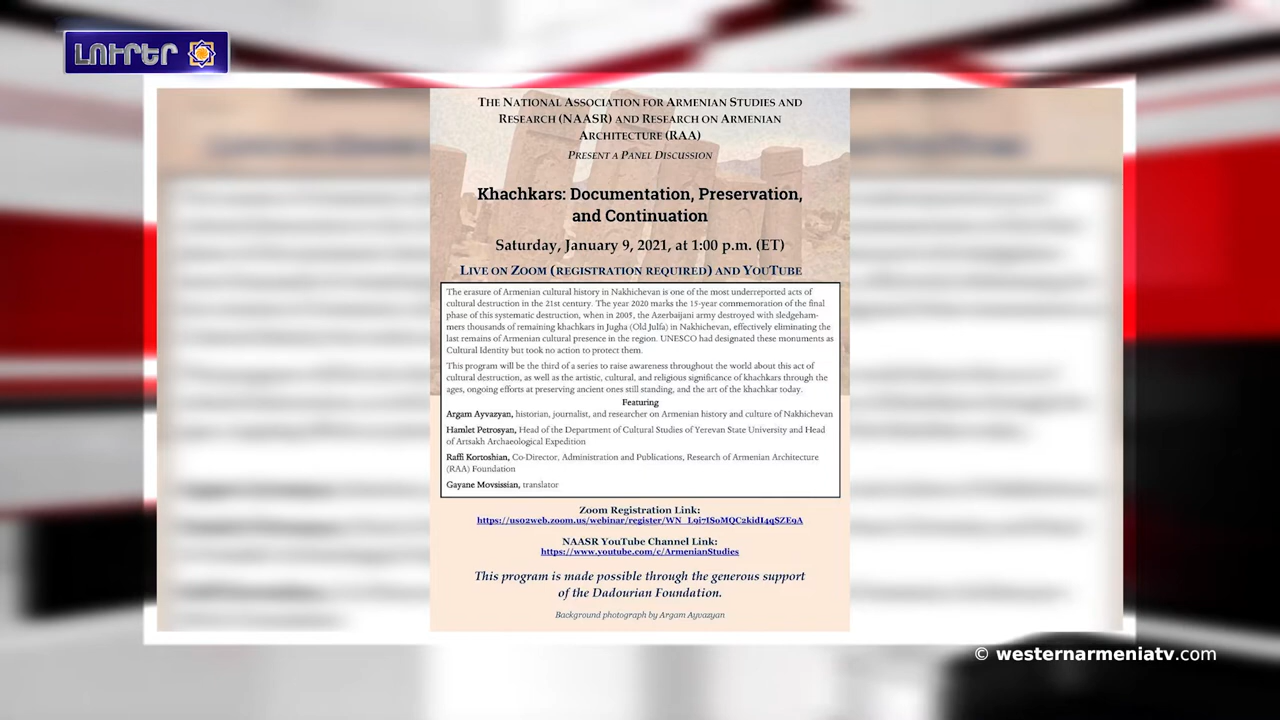 ԼՈՒՐԵՐ
THE NATIONAL ASSOCIATION FOR ARMENIAN STUDIES AND
RESEARCH (NAASR) AND RESEARCH ON ARMENIAN
ARCHITECTURE (RAA)
PRESENT A PANEL DISCUSSION
Khachkars: Documentation, Preservation,
and Continuation
Saturday, January 9, 2021, at 1:00 p.m. (ET)
LIVE ON ZOOM (REGISTRATION REQUIRED) AND YOUTUBE
The erasure of Armenian cultural history in Nakhichevan is one of the most underreported acts of
cultural destruction in the 21st century. The year 2020 marks the 15-year commemoration of the final
phase of this systematic destruction, when in 2005, the Azerbaijani army destroyed with sledgeham-
mers thousands of remaining khachkars in Jugha (Old Julfa) in Nakhichevan, effectively eliminating the
last remains of Armenian cultural presence in the region. UNESCO had designated these monuments as
Cultural Identity but took no action to protect them.
This program will be the third of a series to raise awareness throughout the world about this act of
cultural destruction, as well as the artistic, cultural, and religious significance of khachkars through the
ages, ongoing efforts at preserving ancient ones still standing, and the art of the khachkar today.
Featuring
Argam Ayvazyan, historian, journalist, and researcher on Armenian history and culture of Nakhichevan
Hamlet Petrosyan, Head of the Department of Cultural Studies of Yerevan State University and Head
of Artsakh Archaeological Expedition
Raffi Kortoshian, Co-Director, Administration and Publications, Research of Armenian Architecture
(RAA) Foundation
Gayane Movsissian, translator
Zoom Registration Link:
https://us02web.zoom.us/webinar/register/WN_L9i7ISoMQC2kidI4qSZE9A
NAASR YouTube Channel Link:
https://www.youtube.com/c/ArmenianStudies
This program is made possible through the generous support
of the Dadourian Foundation.
Background photograph by Argam Ayvazyan
© westernarmeniatv.com